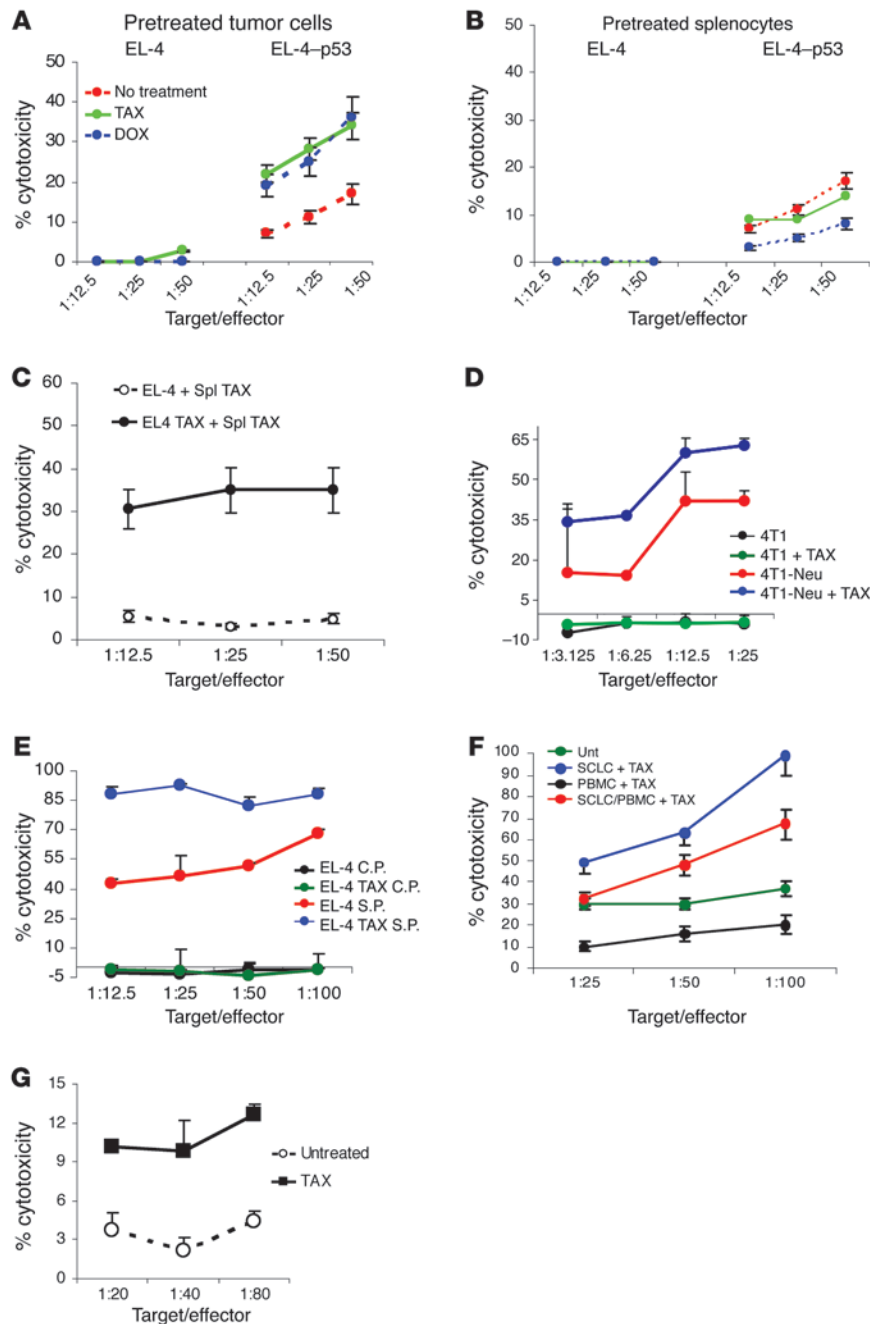 A
Pretreated tumor cells
EL-4 EL-4–p53
% cytotoxicity
50
40
30
20
10
0
No treatment
TAX
DOX
1:12.5 1:25 1:50 1:12.5 1:25 1:50
Target/effector
B
Pretreated splenocytes
EL-4 EL-4–p53
% cytotoxicity
50
40
30
20
10
0
1:12.5 1:25 1:50 1:12.5 1:25 1:50
Target/effector
C
% cytotoxicity
60
50
40
30
20
10
0
EL-4 + Spl TAX
EL4 TAX + Spl TAX
1:12.5 1:25 1:50
Target/effector
D
% cytotoxicity
65
50
35
20
5
–10
4T1
4T1 + TAX
4T1-Neu
4T1-Neu + TAX
1:3.125 1:6.25 1:12.5 1:25
Target/effector
E
% cytotoxicity
100
85
70
55
40
25
10
-5
EL-4 C.P.
EL-4 TAX C.P.
EL-4 S.P.
EL-4 TAX S.P.
1:12.5 1:25 1:50 1::100
Target/effector
F
% cytotoxicity
100
90
80
70
60
50
40
30
20
10
0
Unt
SCLC + TAX
PBMC + TAX
SCLC/PBMC + TAX
1:25 1:50 1::100
Target/effector
G
% cytotoxicity
15
12
9
6
3
0
Untreated
TAX
1:20 1:40 1:80
Target/effector